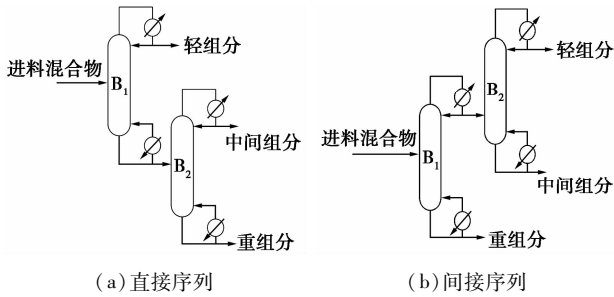 轻组分
进料混合物
B₁
B₂
中间组分
重组分
(a)直接序列
轻组分
B₂
进料混合物
B₁
中间组分
重组分
(b)间接序列